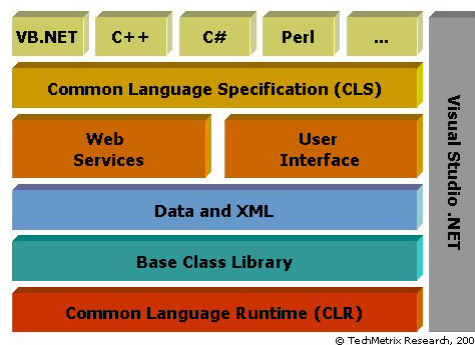 VB.NET
C++
C#
Perl
...
Common Language Specification (CLS)
Web
Services
User
Interface
Data and XML
Base Class Library
Common Language Runtime (CLR)
Visual Studio .NET
© TechMetrix Research, 200